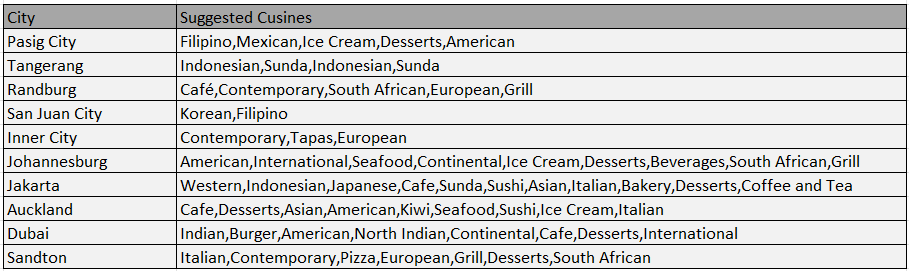 City Suggested Cusines
Pasig City Filipino,Mexican,Ice Cream,Desserts,American
Tangerang Indonesian,Sunda,Indonesian,Sunda
Randburg Café,Contemporary,South African,European,Grill
San Juan City Korean,Filipino
Inner City Contemporary,Tapas,European
Johannesburg American,International,Seafood,Continental,Ice Cream,Desserts,Beverages,South African,Grill
Jakarta Western,Indonesian,Japanese,Cafe,Sunda,Sushi,Asian,Italian,Bakery,Desserts,Coffee and Tea
Auckland Cafe,Desserts,Asian,American,Kiwi,Seafood,Sushi,Ice Cream,Italian
Dubai Indian,Burger,American,North Indian,Continental,Cafe,Desserts,International
Sandton Italian,Contemporary,Pizza,European,Grill,Desserts,South African